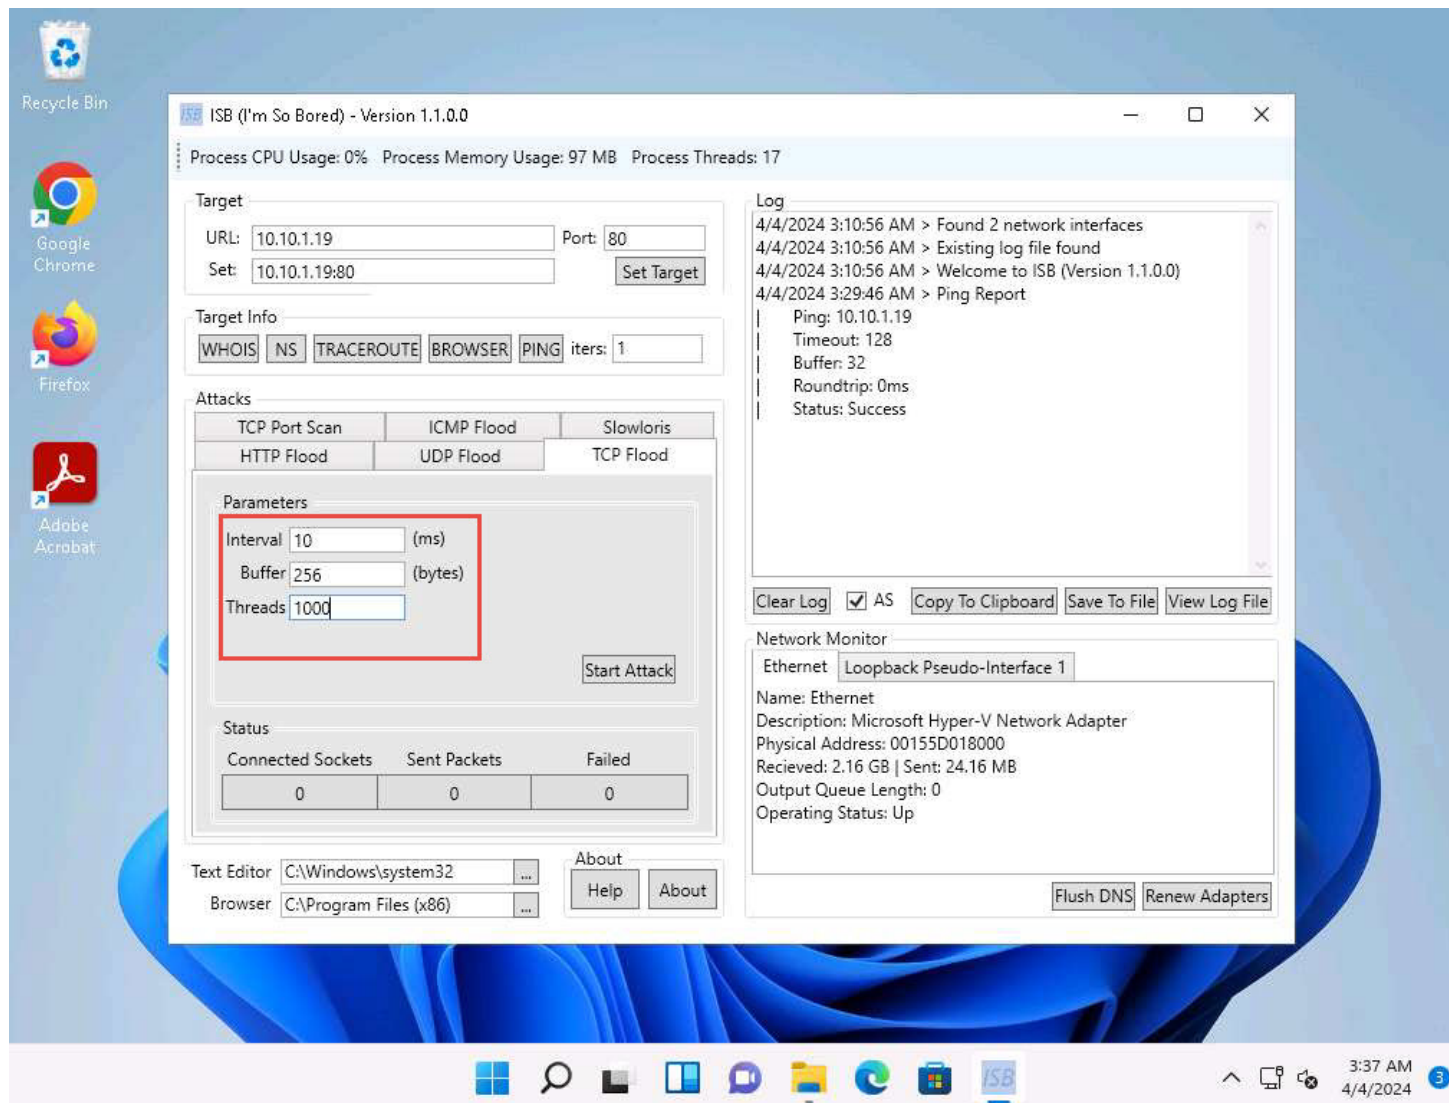 Recycle Bin
Google
Chrome
Firefox
Adobe
Acrobat
ISB ISB (I'm So Bored) - Version 1.1.0.0
Process CPU Usage: 0% Process Memory Usage: 97 MB Process Threads: 17
Target
URL: 10.10.1.19 Port: 80
Set: 10.10.1.19:80 Set Target
Target Info
WHOIS NS TRACEROUTE BROWSER PING iters: 1
Attacks
TCP Port Scan ICMP Flood Slowloris
HTTP Flood UDP Flood TCP Flood
Parameters
Interval 10 (ms)
Buffer 256 (bytes)
Threads 1000
Start Attack
Status
Connected Sockets Sent Packets Failed
0 0 0
Text Editor C:\Windows\system32 ...
Browser C:\Program Files (x86) ...
About
Help About
Log
4/4/2024 3:10:56 AM > Found 2 network interfaces
4/4/2024 3:10:56 AM > Existing log file found
4/4/2024 3:10:56 AM > Welcome to ISB (Version 1.1.0.0)
4/4/2024 3:29:46 AM > Ping Report
| Ping: 10.10.1.19
| Timeout: 128
| Buffer: 32
| Roundtrip: 0ms
| Status: Success
Clear Log AS Copy To Clipboard Save To File View Log File
Network Monitor
Ethernet Loopback Pseudo-Interface 1
Name: Ethernet
Description: Microsoft Hyper-V Network Adapter
Physical Address: 00155D018000
Recieved: 2.16 GB | Sent: 24.16 MB
Output Queue Length: 0
Operating Status: Up
Flush DNS Renew Adapters
ISB
3:37 AM
4/4/2024
3